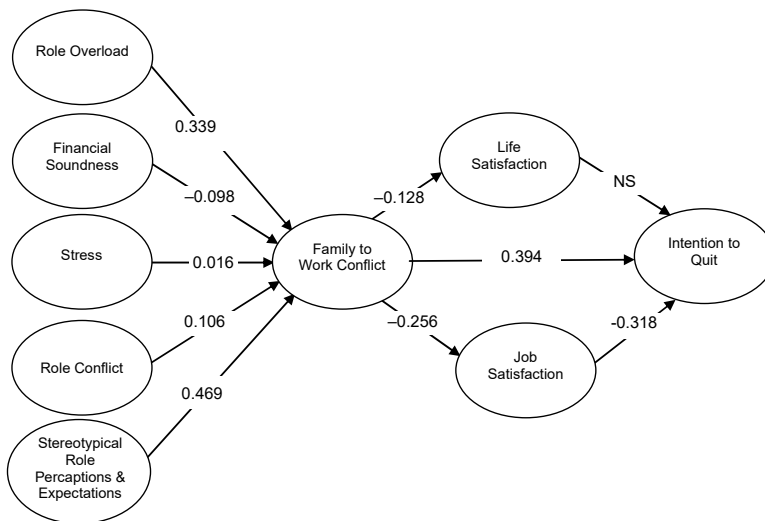 Role Overload
0.339
Financial
Soundness
–0.098
Stress
0.016
Role Conflict
0.106
Stereotypical
Role
Percaptions &
Expectations
0.469
Family to
Work Conflict
–0.128
Life
Satisfaction
NS
0.394
Intention to
Quit
–0.256
Job
Satisfaction
-0.318